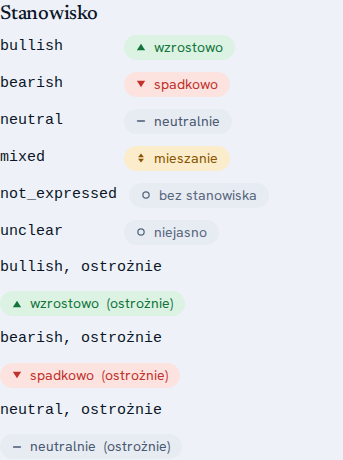 Stanowisko
bullish wzrostowo
bearish spadkowo
neutral neutralnie
mixed mieszanie
not_expressed bez stanowiska
unclear niejasno
bullish, ostrożnie
wzrostowo (ostrożnie)
bearish, ostrożnie
spadkowo (ostrożnie)
neutral, ostrożnie
neutralnie (ostrożnie)